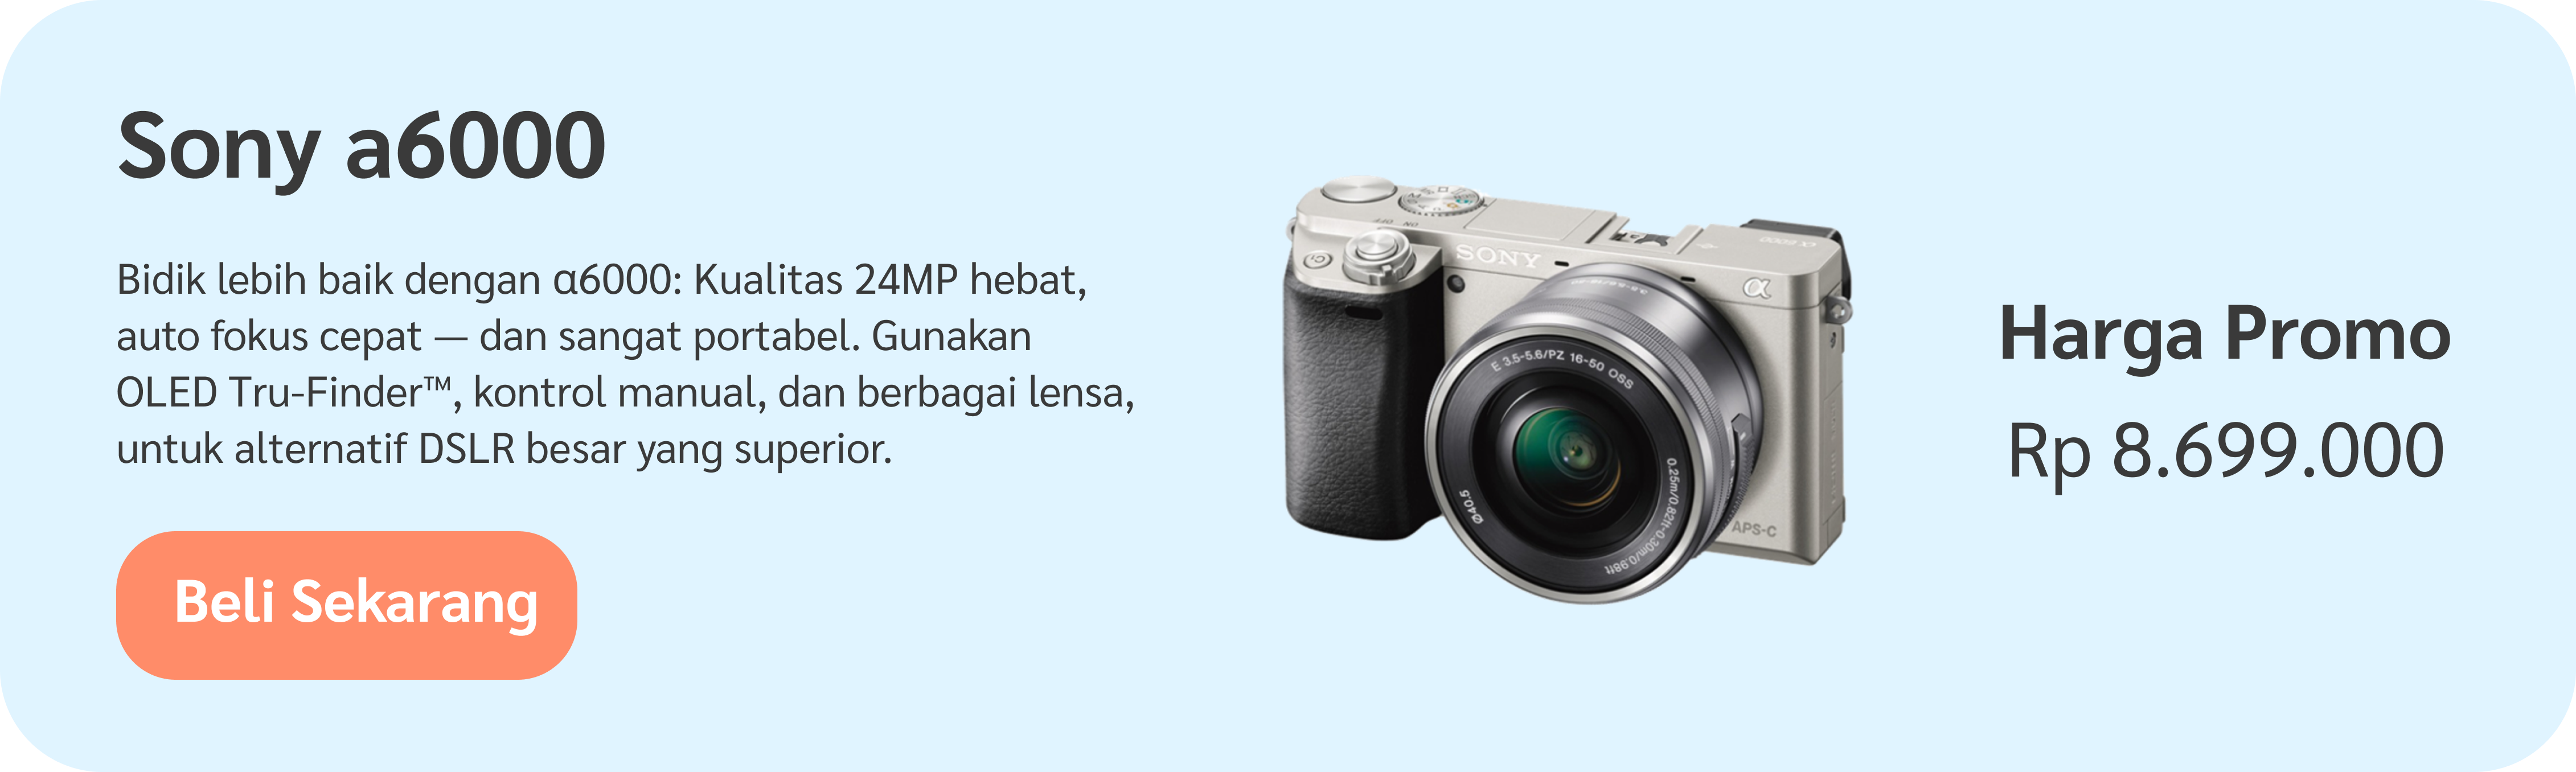 Sony a6000
Bidik lebih baik dengan α6000: Kualitas 24MP hebat,
auto fokus cepat — dan sangat portabel. Gunakan
OLED Tru-Finder™, kontrol manual, dan berbagai lensa,
untuk alternatif DSLR besar yang superior.
Beli Sekarang
SONY
α
E 3.5-5.6/PZ 16-50 OSS
0.25m/0.82ft-0.30m/0.98ft
Ø40.5
APS-C
Harga Promo
Rp 8.699.000